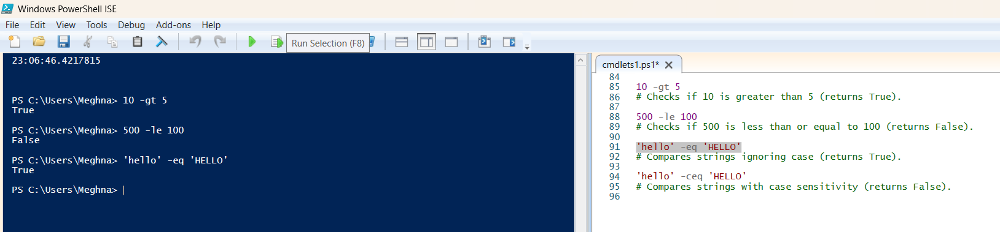 Windows PowerShell ISE
File Edit View Tools Debug Add-ons Help
Run Selection (F8)
23:06:46.4217815
PS C:\Users\Meghna> 10 -gt 5
True
PS C:\Users\Meghna> 500 -le 100
False
PS C:\Users\Meghna> 'hello' -eq 'HELLO'
True
PS C:\Users\Meghna>
cmdlets1.ps1*
84
85 10 -gt 5
86 # Checks if 10 is greater than 5 (returns True).
87
88 500 -le 100
89 # Checks if 500 is less than or equal to 100 (returns False).
90
91 'hello' -eq 'HELLO'
92 # Compares strings ignoring case (returns True).
93
94 'hello' -ceq 'HELLO'
95 # Compares strings with case sensitivity (returns False).
96